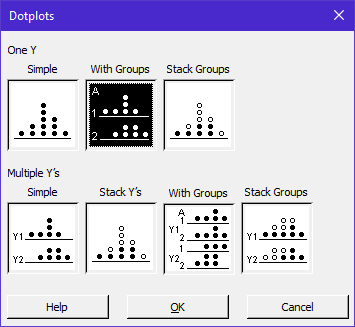 Dotplots
One Y
Simple With Groups Stack Groups
A
1
2
Multiple Y's
Simple Stack Y's With Groups Stack Groups
Y1
Y2
A
Y1 1
2
Y2 1
2
Y1
Y2
Help OK Cancel